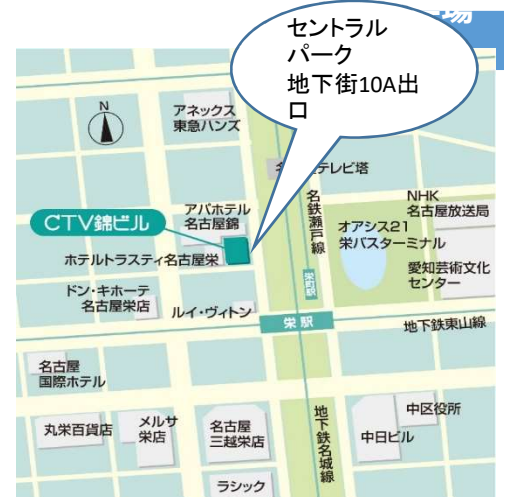 場
セントラル
パーク
地下街10A出
口
N
アネックス
東急ハンズ
テレビ塔
名鉄瀬戸線
NHK
名古屋放送局
CTV錦ビル
アパホテル
名古屋錦
オアシス21
栄バスターミナル
ホテルトラスティ名古屋栄
愛知芸術文化
センター
栄町駅
ドン・キホーテ
名古屋栄店
ルイ・ヴィトン
栄駅
地下鉄東山線
名古屋
国際ホテル
丸栄百貨店
メルサ
栄店
名古屋
三越栄店
地下鉄名城線
中区役所
中日ビル
ラシック